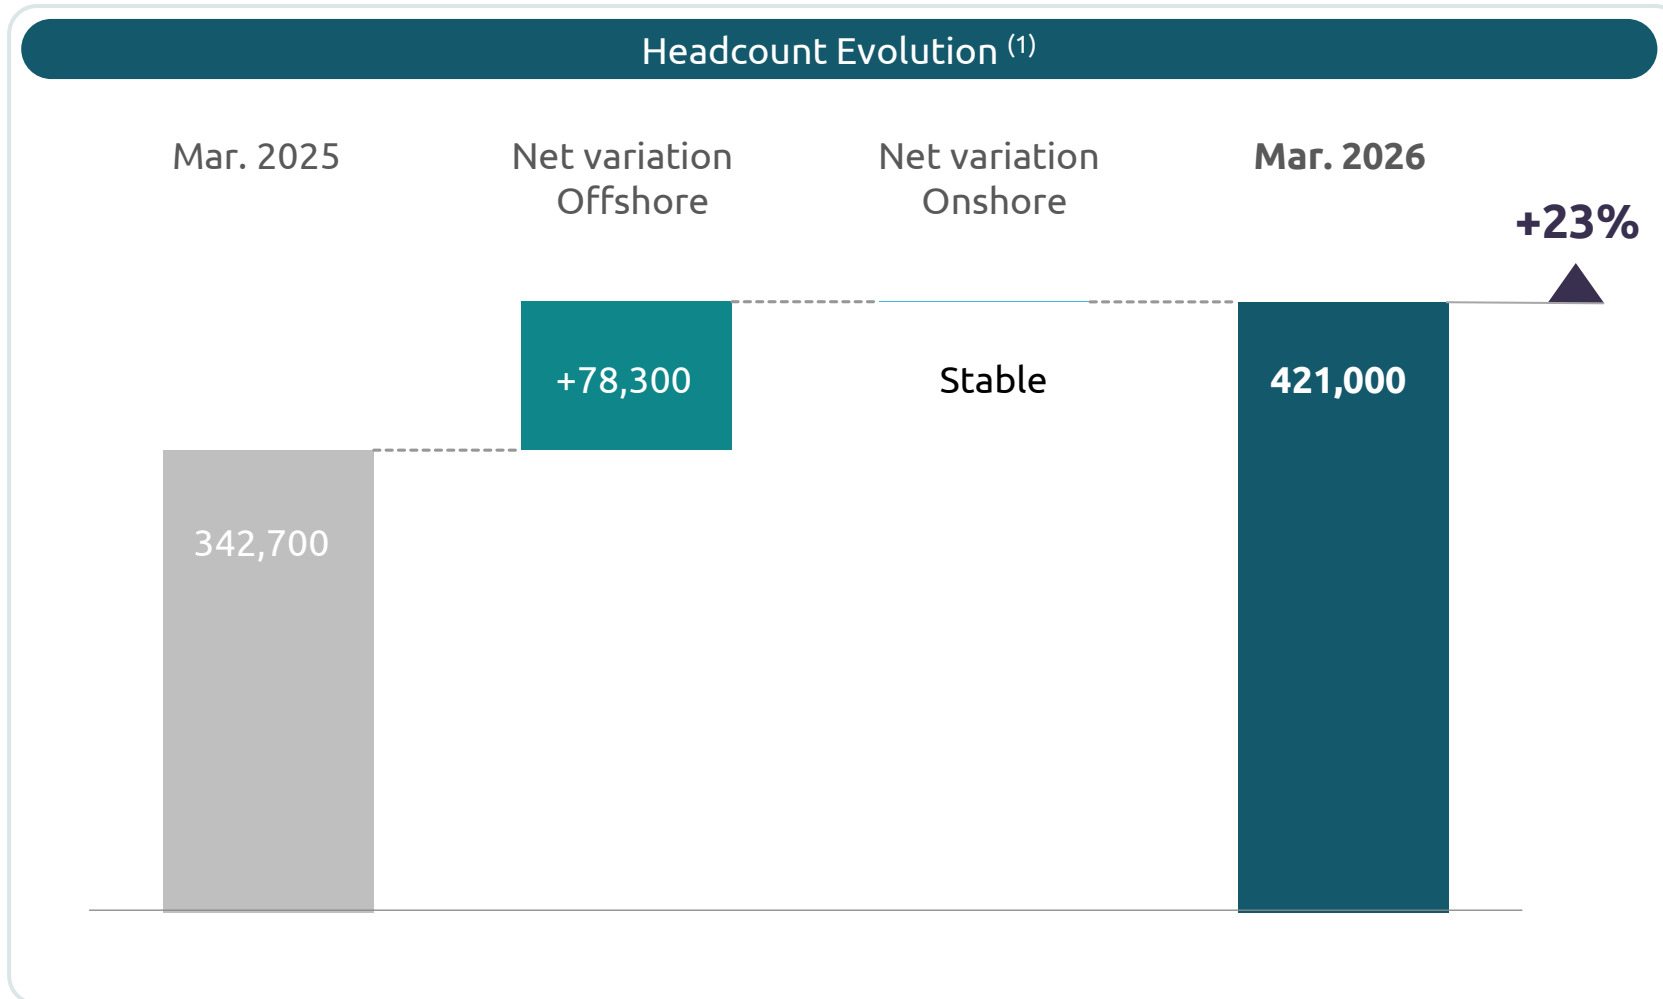 Headcount Evolution (1)
Mar. 2025
Net variation
Offshore
Net variation
Onshore
Mar. 2026
+23%
+78,300
Stable
421,000
342,700